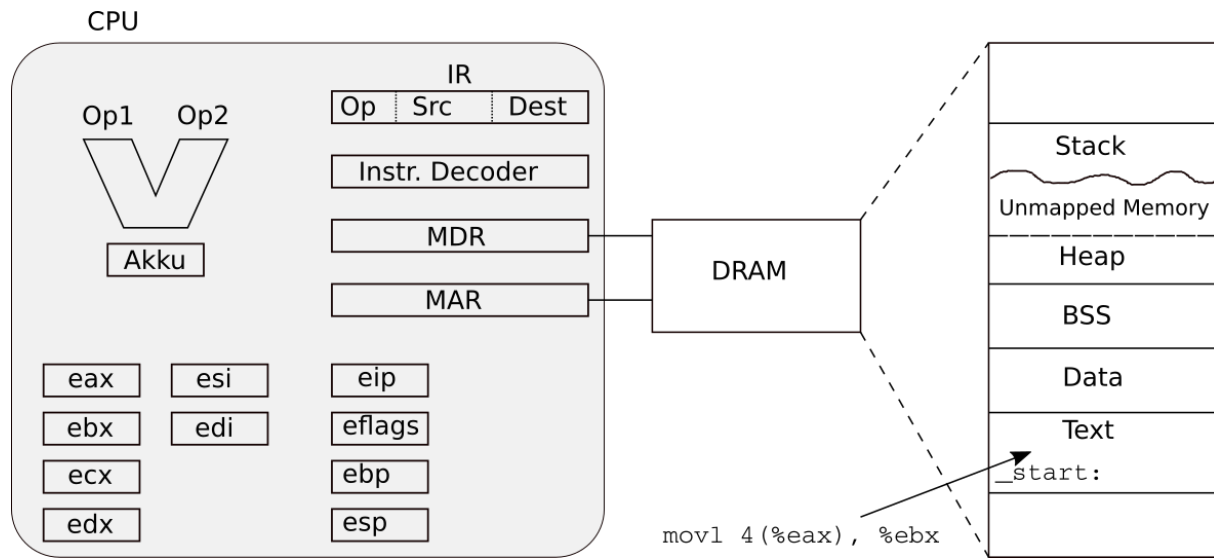 CPU
Op1 Op2
Akku
IR
Op Src Dest
Instr. Decoder
MDR
MAR
eax esi eip
ebx edi eflags
ecx ebp
edx esp
DRAM
Stack
Unmapped Memory
Heap
BSS
Data
Text
_start:
movl 4(%eax), %ebx